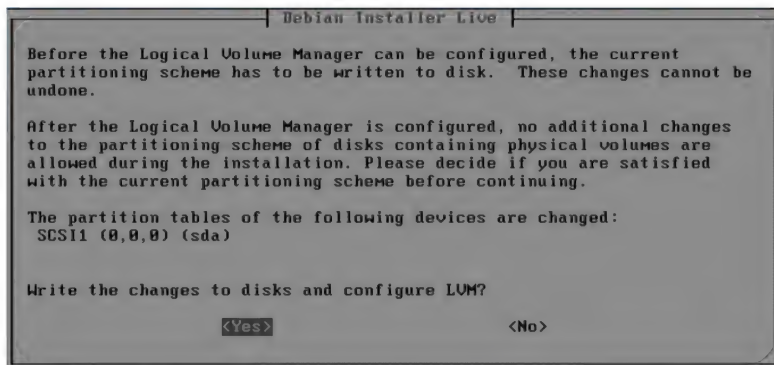 Debian Installer Live
Before the Logical Volume Manager can be configured, the current
partitioning scheme has to be written to disk. These changes cannot be
undone.
After the Logical Volume Manager is configured, no additional changes
to the partitioning scheme of disks containing physical volumes are
allowed during the installation. Please decide if you are satisfied
with the current partitioning scheme before continuing.
The partition tables of the following devices are changed:
SCSI1 (0,0,0) (sda)
Write the changes to disks and configure LVM?
<Yes> <No>